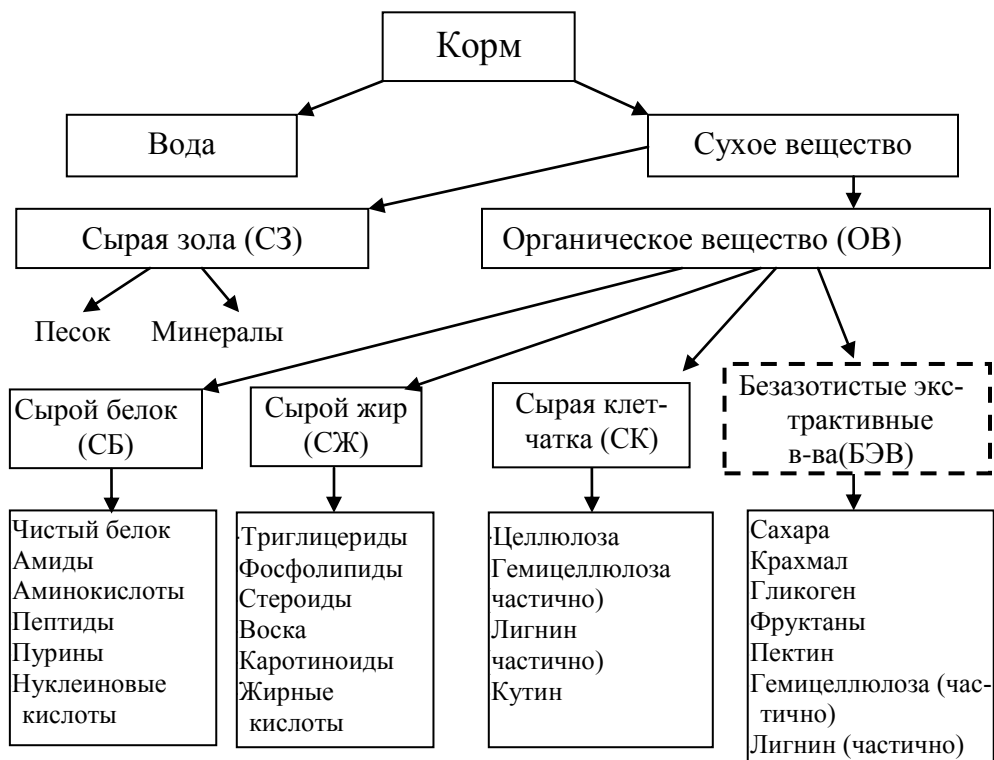 Корм
Вода
Сухое вещество
Сырая зола (СЗ)
Органическое вещество (ОВ)
Песок
Минералы
Сырой белок
(СБ)
Сырой жир
(СЖ)
Сырая клет-
чатка (СК)
Безазотистые экс-
трактивные
в-ва(БЭВ)
Чистый белок
Амиды
Аминокислоты
Пептиды
Пурины
Нуклеиновые
кислоты
Триглицериды
Фосфолипиды
Стероиды
Воска
Каротиноиды
Жирные
кислоты
Целлюлоза
Гемицеллюлоза
(частично)
Лигнин
(частично)
Кутин
Сахара
Крахмал
Гликоген
Фруктаны
Пектин
Гемицеллюлоза (час-
тично)
Лигнин (частично)